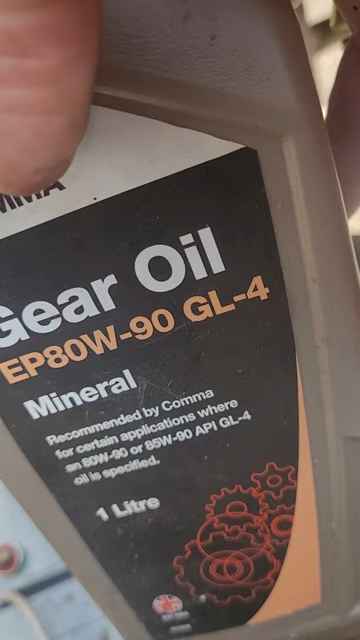 MMA
Gear Oil
EP80W-90 GL-4
Mineral
Recommended by Comma
for certain applications where
an 80W-90 or 85W-90 API GL-4
oil is specified.
1 Litre